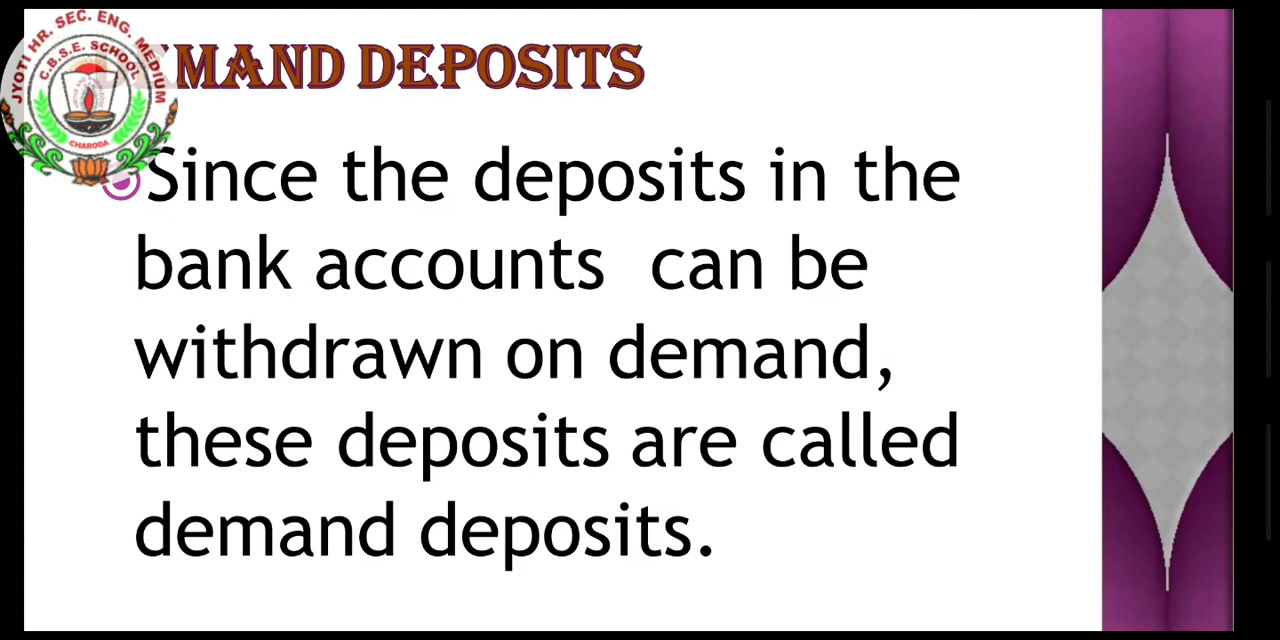 JYOTI HR. SEC. ENG. MEDIUM
C.B.S.E. SCHOOL
CHARODA
EMAND DEPOSITS
Since the deposits in the
bank accounts can be
withdrawn on demand,
these deposits are called
demand deposits.